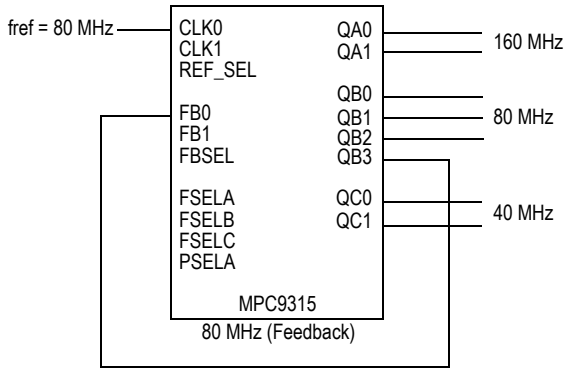 fref = 80 MHz
CLK0
CLK1
REF_SEL
FB0
FB1
FBSEL
FSELA
FSELB
FSELC
PSELA
QA0
QA1
160 MHz
QB0
QB1
QB2
QB3
80 MHz
QC0
QC1
40 MHz
MPC9315
80 MHz (Feedback)